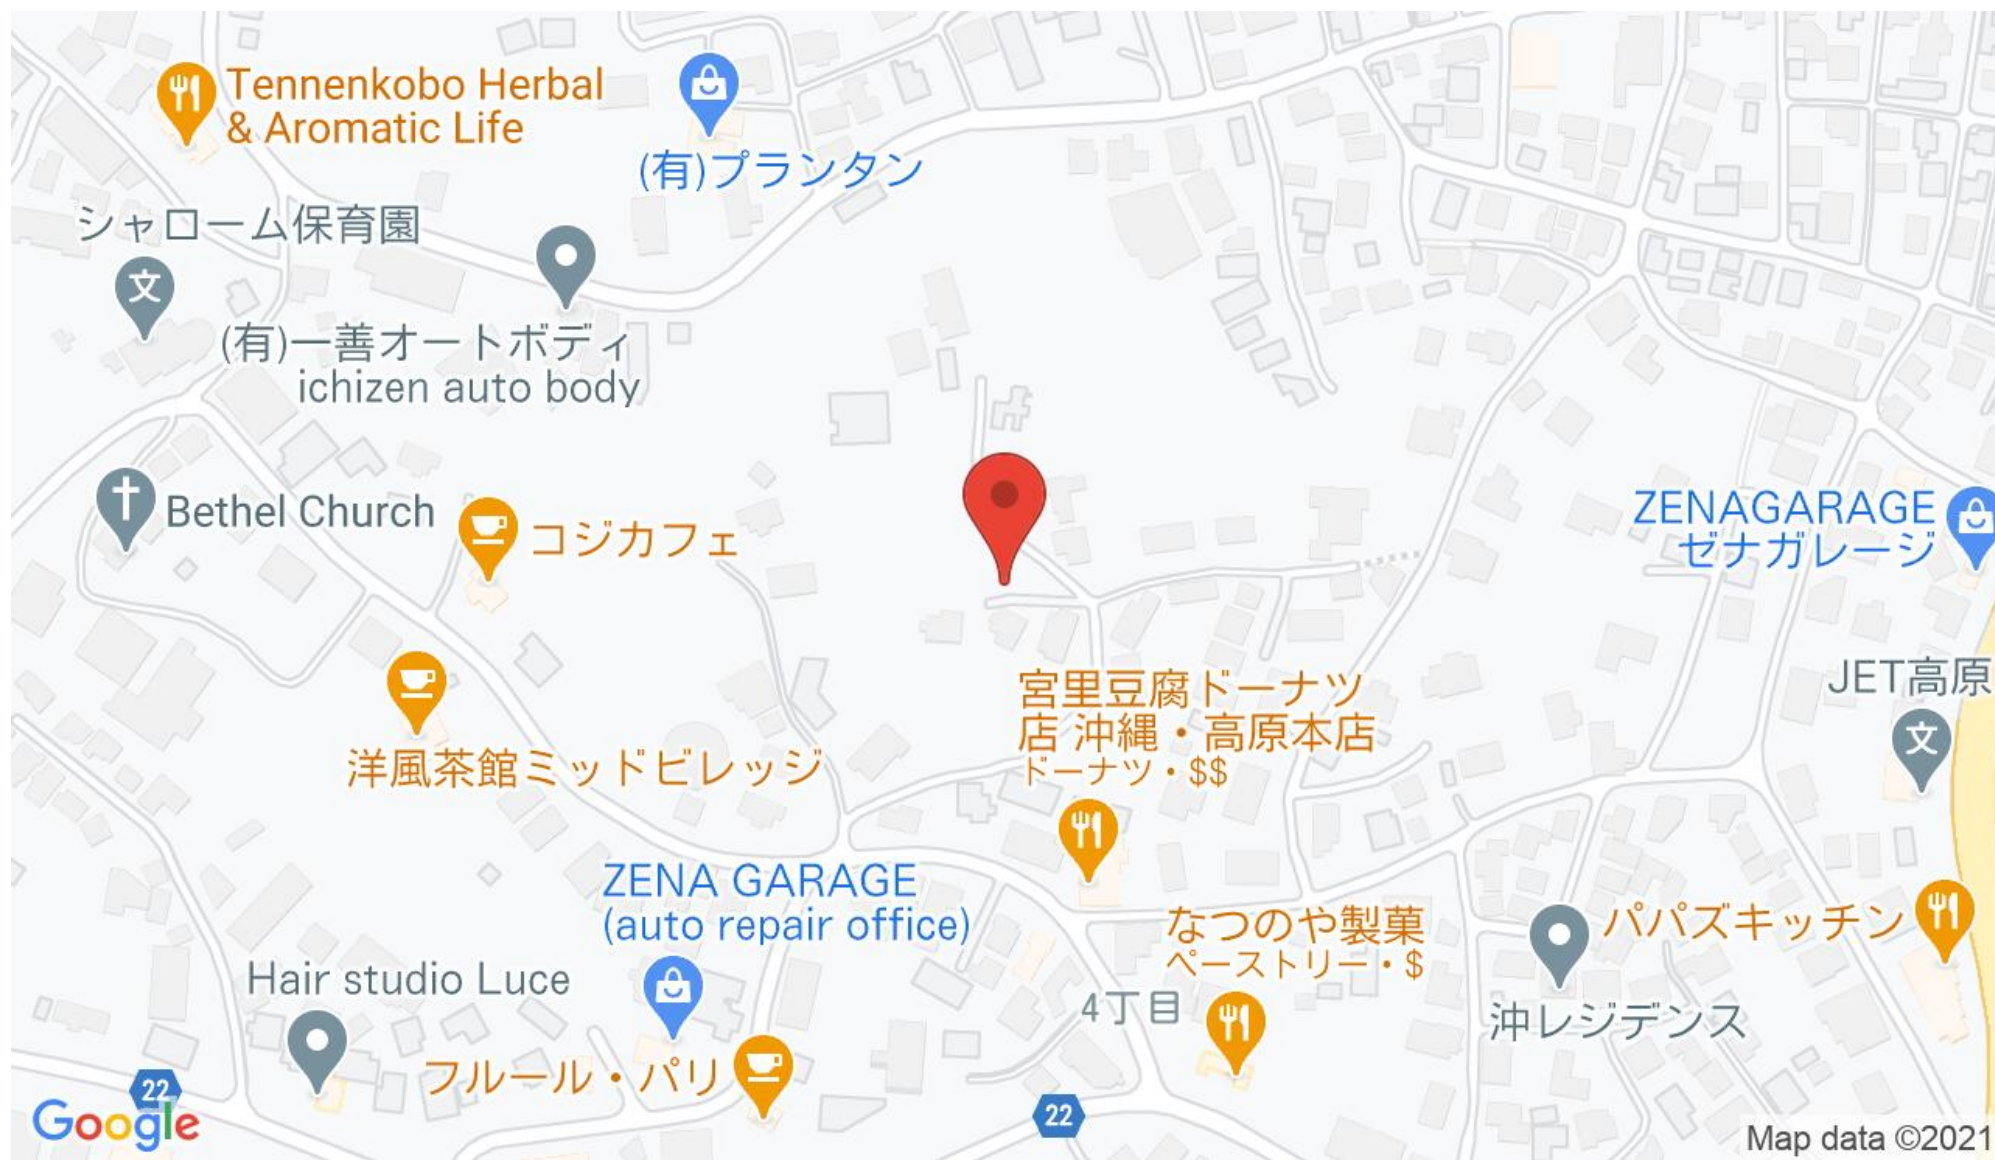 Tennenkobo Herbal
& Aromatic Life
(有)プランタン
シャローム保育園
文
(有)一善オートボディ
ichizen auto body
Bethel Church
コジカフェ
ZENAGARAGE
ゼナガレージ
洋風茶館ミッドビレッジ
宮里豆腐ドーナツ
店 沖縄・高原本店
ドーナツ・$$
JET高原
文
ZENA GARAGE
(auto repair office)
なつのや製菓
ペーストリー・$
パパズキッチン
Hair studio Luce
4丁目
沖レジデンス
フルール・パリ
22
22
Google
Map data ©2021